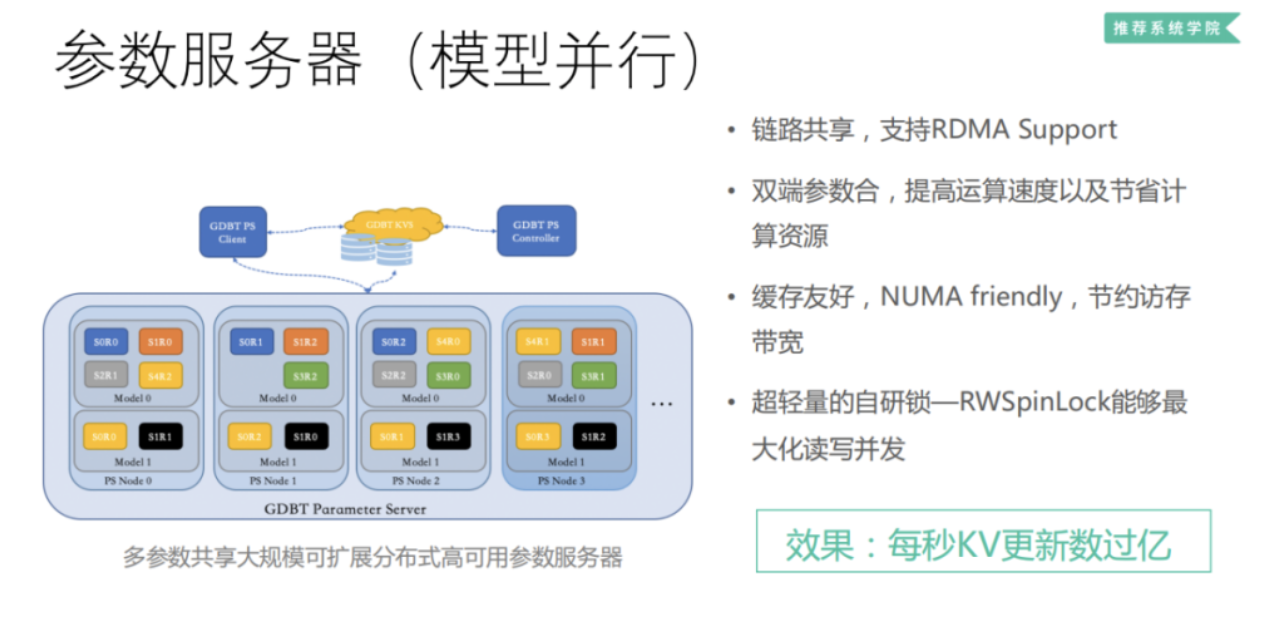 推荐系统学院
参数服务器（模型并行）
• 链路共享，支持RDMA Support
• 双端参数合，提高运算速度以及节省计
算资源
• 缓存友好，NUMA friendly，节约访存
带宽
• 超轻量的自研锁—RWSpinLock能够最
大化读写并发
效果：每秒KV更新数过亿
GDBT PS
Client
GDBT KVS
GDBT PS
Controller
S0R0 S1R0
S2R1 S4R2
Model 0
S0R0 S1R1
Model 1
PS Node 0
S0R1 S1R2
S3R2
Model 0
S0R2 S1R0
Model 1
PS Node 1
S0R2 S4R0
S2R2 S3R0
Model 0
S0R1 S1R3
Model 1
PS Node 2
S4R1 S1R1
S2R0 S3R1
Model 0
S0R3 S1R2
Model 1
PS Node 3
...
GDBT Parameter Server
多参数共享大规模可扩展分布式高可用参数服务器